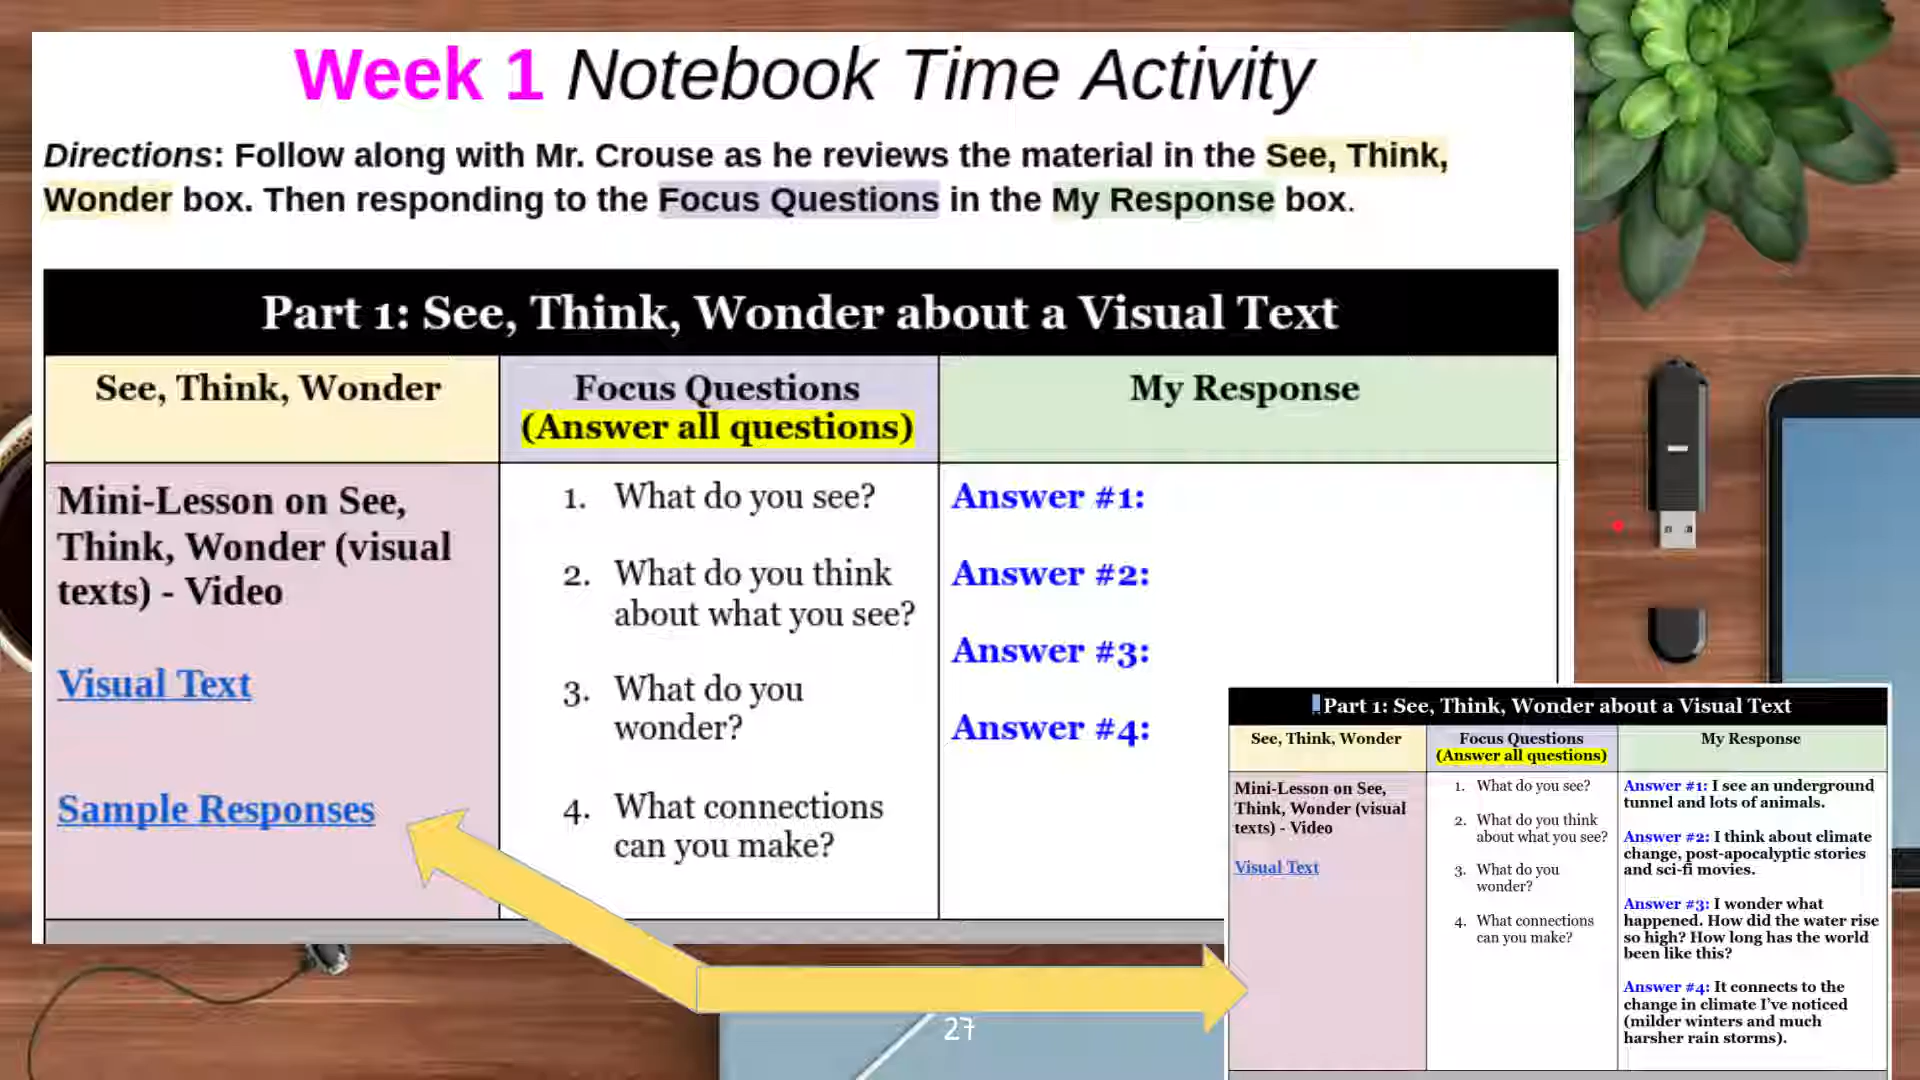 Week 1 Notebook Time Activity
Directions: Follow along with Mr. Crouse as he reviews the material in the See, Think,
Wonder box. Then responding to the Focus Questions in the My Response box.
Part 1: See, Think, Wonder about a Visual Text
See, Think, Wonder
Focus Questions
(Answer all questions)
My Response
Mini-Lesson on See,
Think, Wonder (visual
texts) - Video
Visual Text
Sample Responses
1. What do you see?
2. What do you think
about what you see?
3. What do you
wonder?
4. What connections
can you make?
Answer #1:
Answer #2:
Answer #3:
Answer #4:
Part 1: See, Think, Wonder about a Visual Text
See, Think, Wonder
Focus Questions
(Answer all questions)
My Response
Mini-Lesson on See,
Think, Wonder (visual
texts) - Video
Visual Text
1. What do you see?
2. What do you think
about what you see?
3. What do you
wonder?
4. What connections
can you make?
Answer #1: I see an underground
tunnel and lots of animals.
Answer #2: I think about climate
change, post-apocalyptic stories
and sci-fi movies.
Answer #3: I wonder what
happened. How did the water rise
so high? How long has the world
been like this?
Answer #4: It connects to the
change in climate I've noticed
(milder winters and much
harsher rain storms).
27